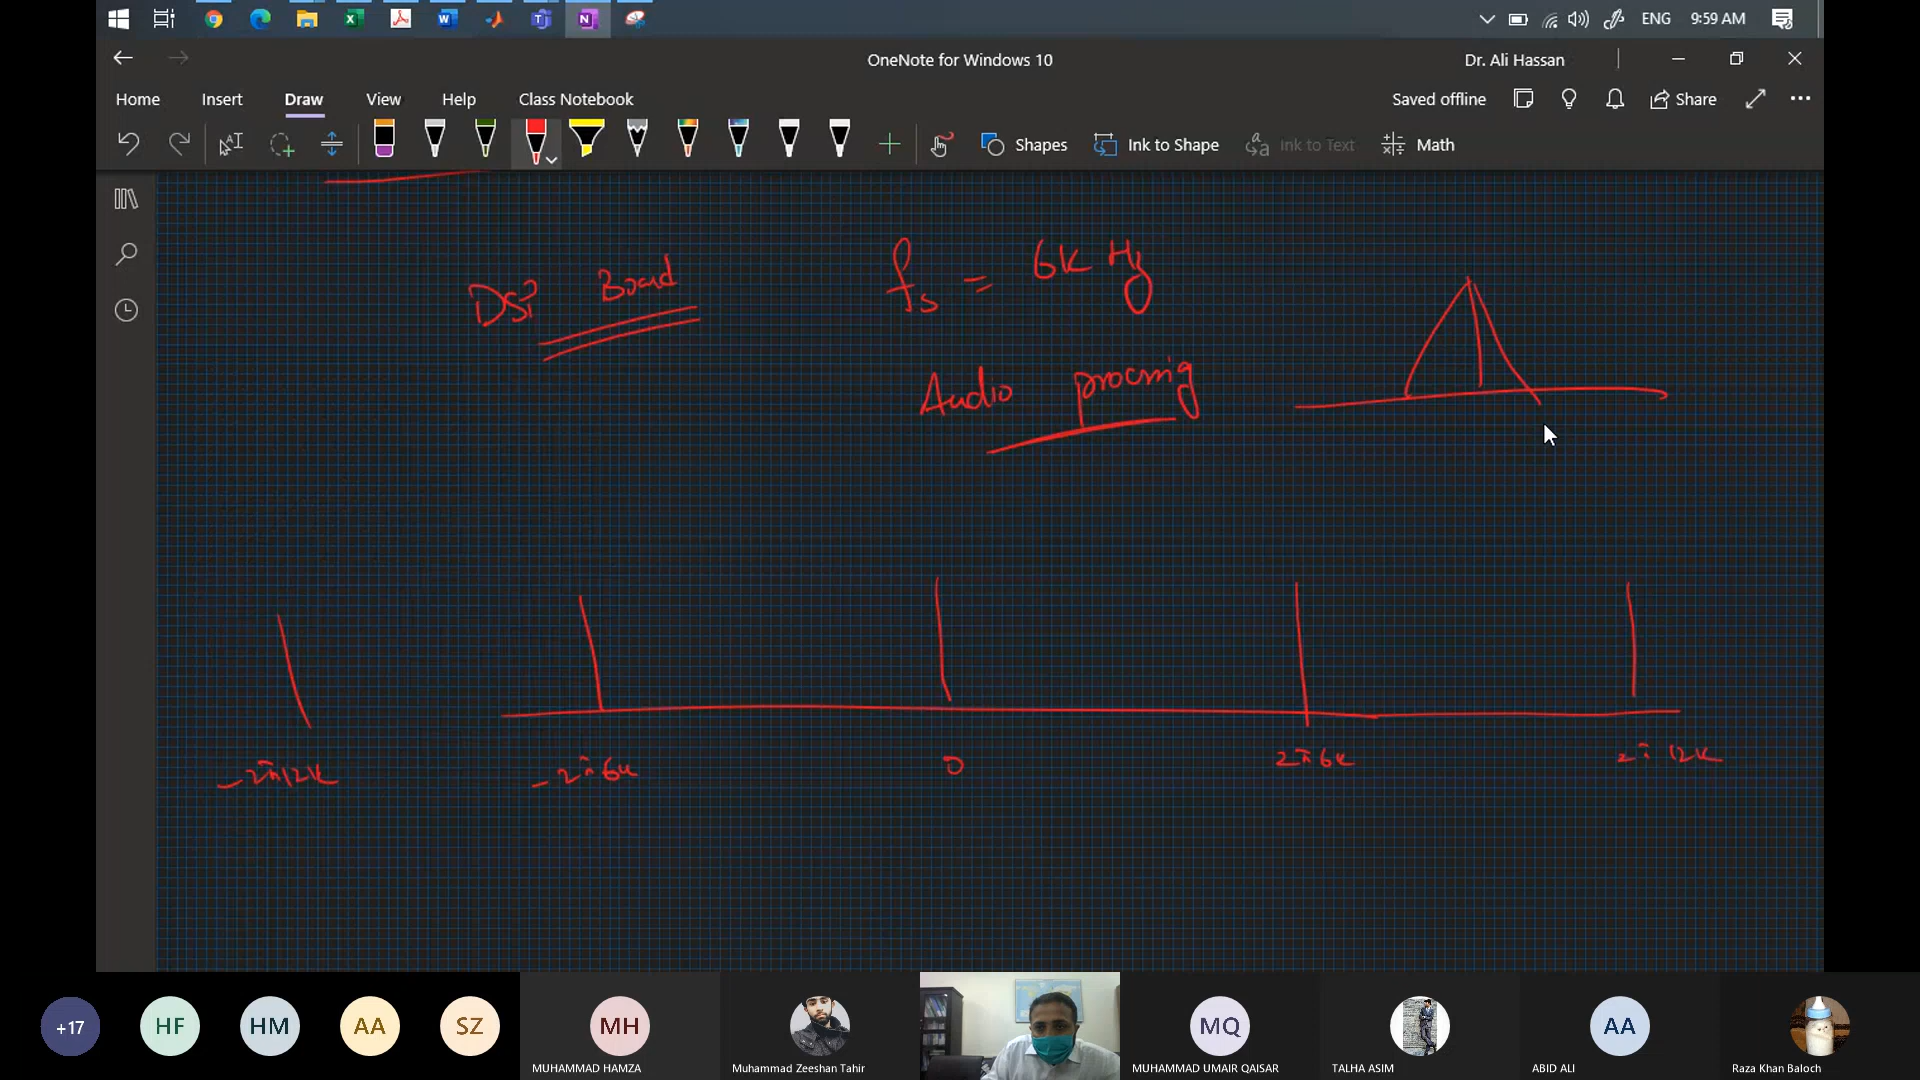 ENG 9:59 AM
OneNote for Windows 10
Dr. Ali Hassan
Home Insert Draw View Help Class Notebook
Saved offline Share
Shapes Ink to Shape Ink to Text Math
DSP Board
fs = 6k Hz
Audio
-2π12k -2π6k 0 2π6k 2π 12k
+17 HF HM AA SZ MH MQ AA
MUHAMMAD HAMZA Muhammad Zeeshan Tahir MUHAMMAD UMAIR QAISAR TALHA ASIM ABID ALI Raza Khan Baloch